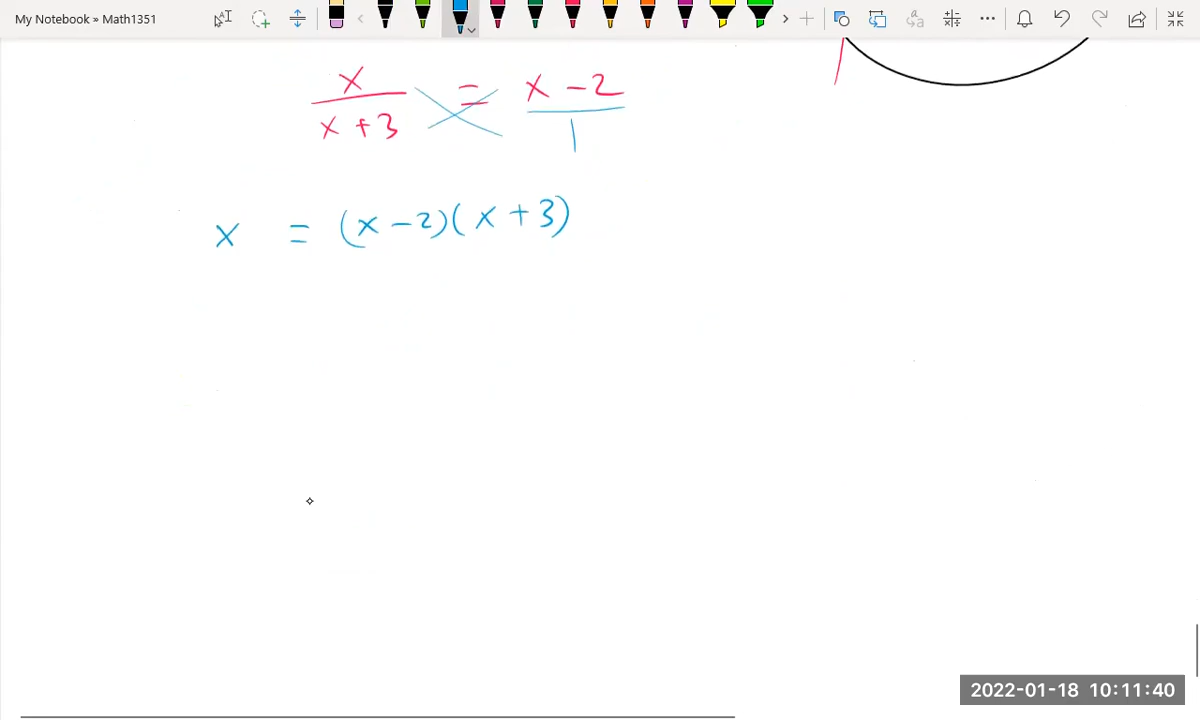 My Notebook » Math1351
x / x + 3 = x - 2 / 1
x = (x - 2)(x + 3)
2022-01-18 10:11:40